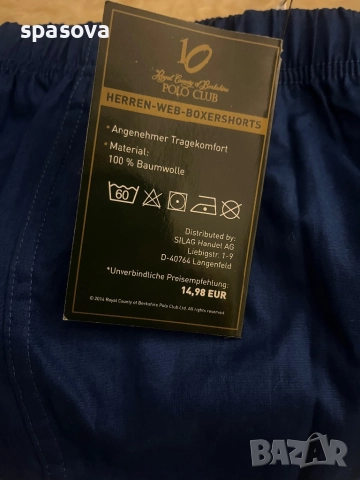 spasova
10
Royal County of Berkshire
POLO CLUB
HERREN-WEB-BOXERSHORTS
* Angenehmer Tragekomfort
* Material:
100 % Baumwolle
60
Distributed by:
SILAG Handel AG
Liebigstr. 1-9
D-40764 Langenfeld
*Unverbindliche Preisempfehlung:
14,98 EUR
© 2014 Royal County of Berkshire Polo Club Ltd. All rights reserved.
BAZAR